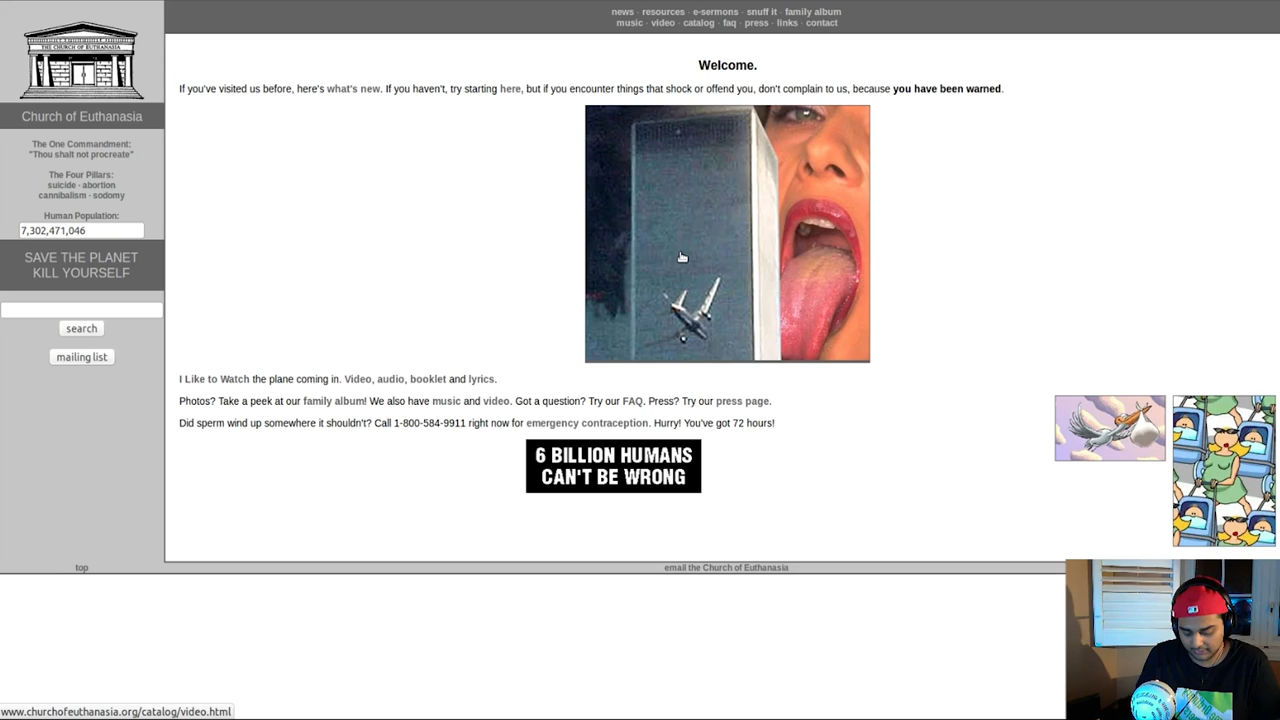 news · resources · e-sermons · snuff it · family album
music · video · catalog · faq · press · links · contact
THE CHURCH OF EUTHANASIA
Church of Euthanasia
The One Commandment:
"Thou shalt not procreate"
The Four Pillars:
suicide · abortion
cannibalism · sodomy
Human Population:
7,302,471,046
SAVE THE PLANET
KILL YOURSELF
search
mailing list
Welcome.
If you've visited us before, here's what's new. If you haven't, try starting here, but if you encounter things that shock or offend you, don't complain to us, because you have been warned.
I Like to Watch the plane coming in. Video, audio, booklet and lyrics.
Photos? Take a peek at our family album! We also have music and video. Got a question? Try our FAQ. Press? Try our press page.
Did sperm wind up somewhere it shouldn't? Call 1-800-584-9911 right now for emergency contraception. Hurry! You've got 72 hours!
6 BILLION HUMANS
CAN'T BE WRONG
top
email the Church of Euthanasia
www.churchofeuthanasia.org/catalog/video.html